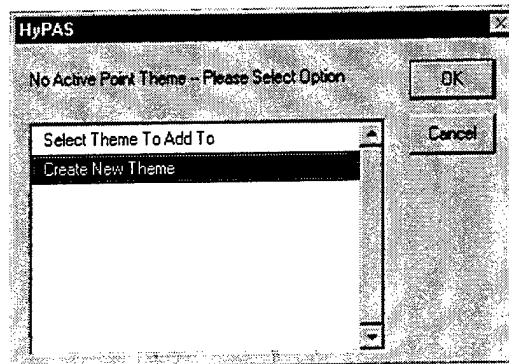 HyPAS
No Active Point Theme -- Please Select Option
OK
Select Theme To Add To
Cancel
Create New Theme